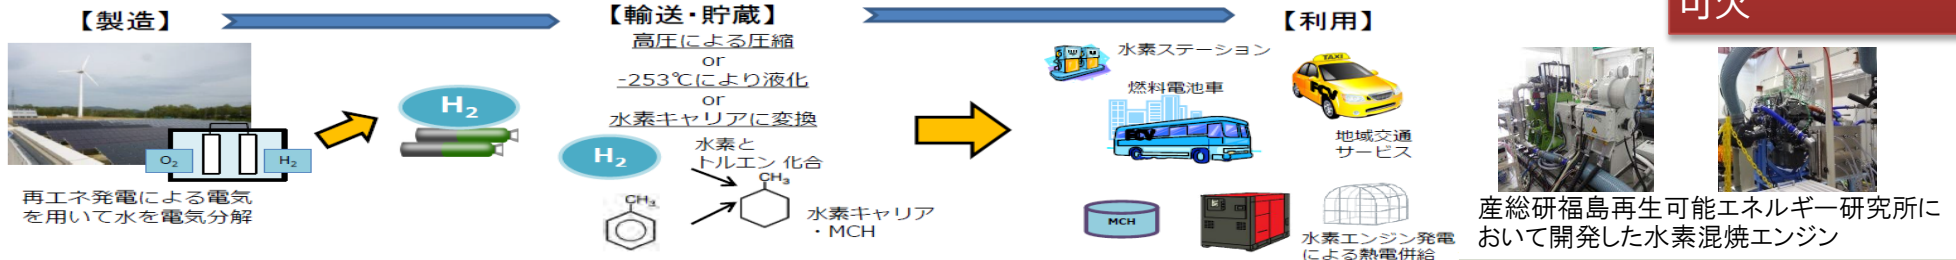 【製造】
【輸送・貯蔵】
【利用】
可欠
高圧による圧縮
or
-253℃により液化
or
水素キャリアに変換
水素と
トルエン 化合
H₂
O₂
H₂
再エネ発電による電気
を用いて水を電気分解
H₂
CH₃
CH₃
水素キャリア
・MCH
水素ステーション
燃料電池車
FCV
TAXI
FCV
地域交通
サービス
MCH
水素エンジン発電
による熱電併給
産総研福島再生可能エネルギー研究所に
おいて開発した水素混焼エンジン